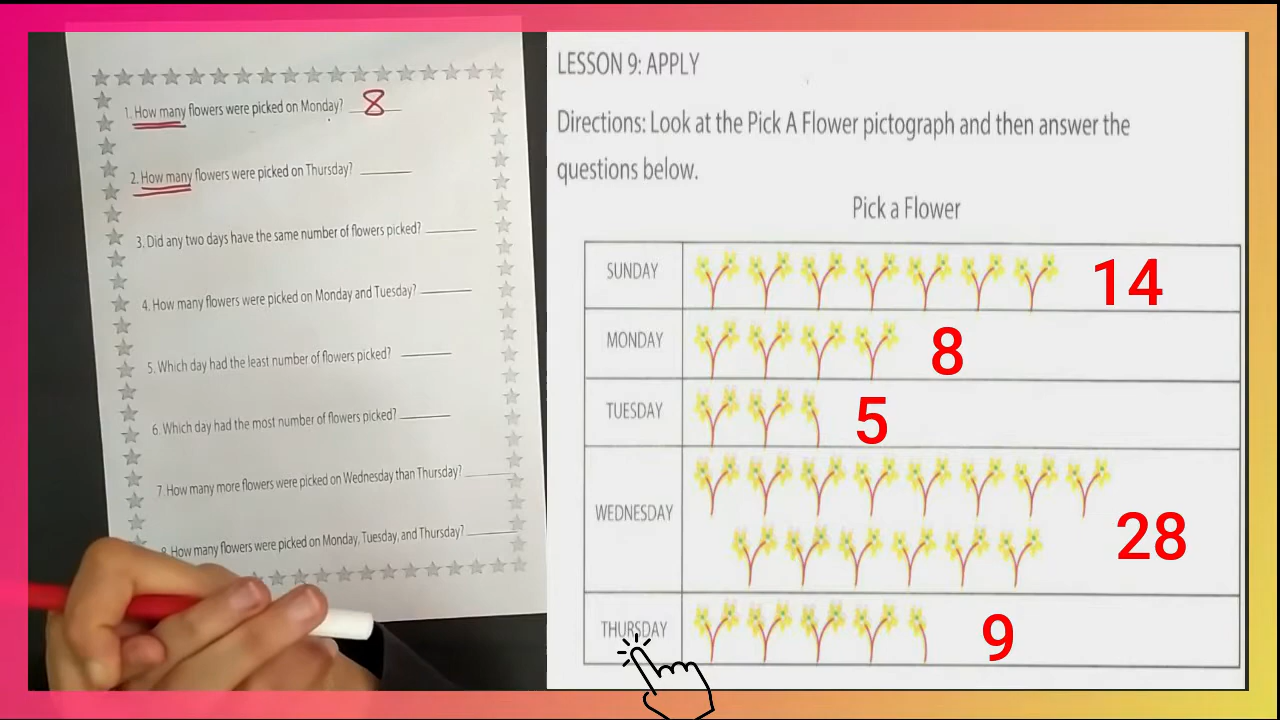 1. How many flowers were picked on Monday? 8
2. How many flowers were picked on Thursday?
3. Did any two days have the same number of flowers picked?
4. How many flowers were picked on Monday and Tuesday?
5. Which day had the least number of flowers picked?
6. Which day had the most number of flowers picked?
7. How many more flowers were picked on Wednesday than Thursday?
8. How many flowers were picked on Monday, Tuesday, and Thursday?
LESSON 9: APPLY
Directions: Look at the Pick A Flower pictograph and then answer the
questions below.
Pick a Flower
SUNDAY 14
MONDAY 8
TUESDAY 5
WEDNESDAY 28
THURSDAY 9